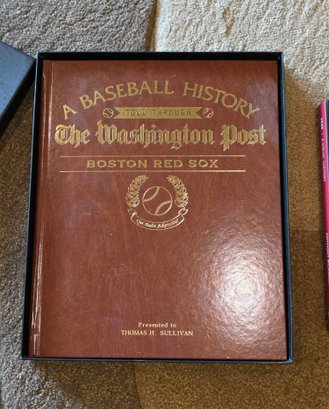 A BASEBALL HISTORY
TOLD THROUGH
The Washington Post
BOSTON RED SOX
Presented to
THOMAS H. SULLIVAN